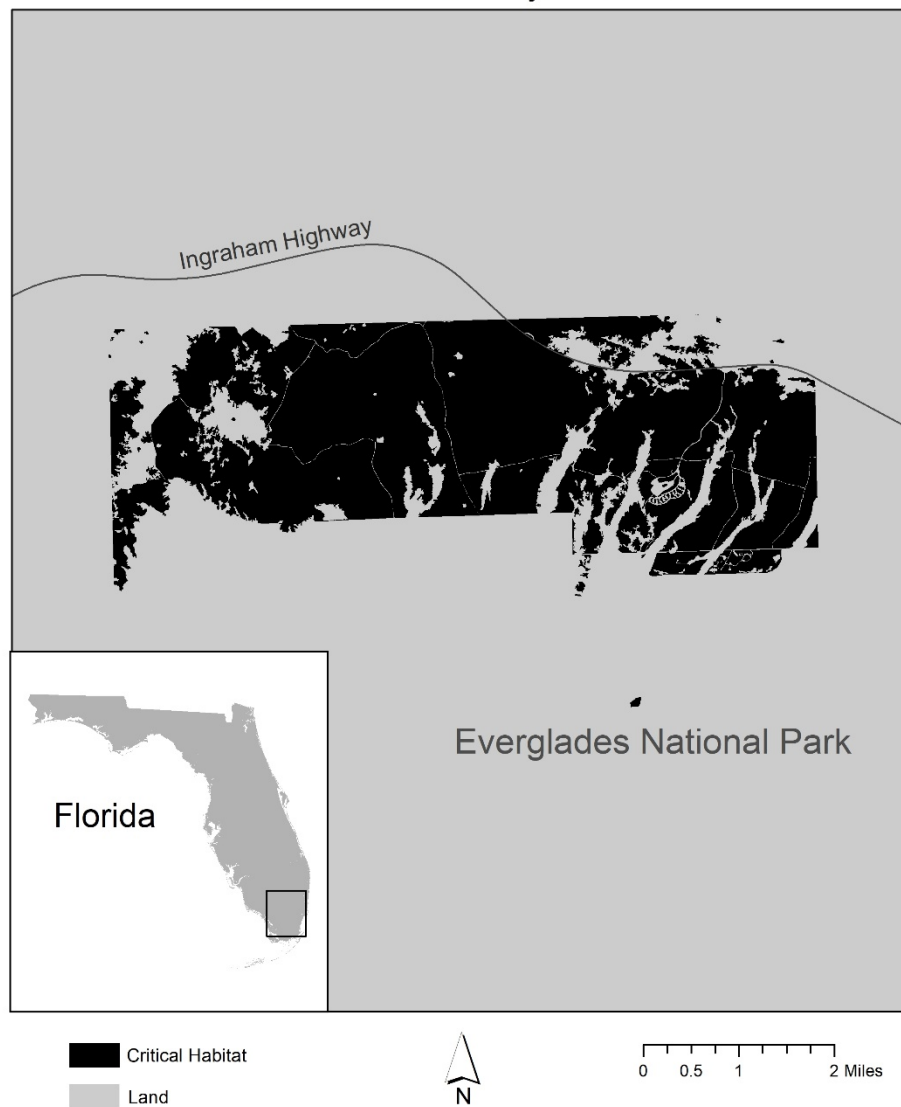 Ingraham Highway
Everglades National Park
Florida
Critical Habitat
Land
N
0 0.5 1 2 Miles